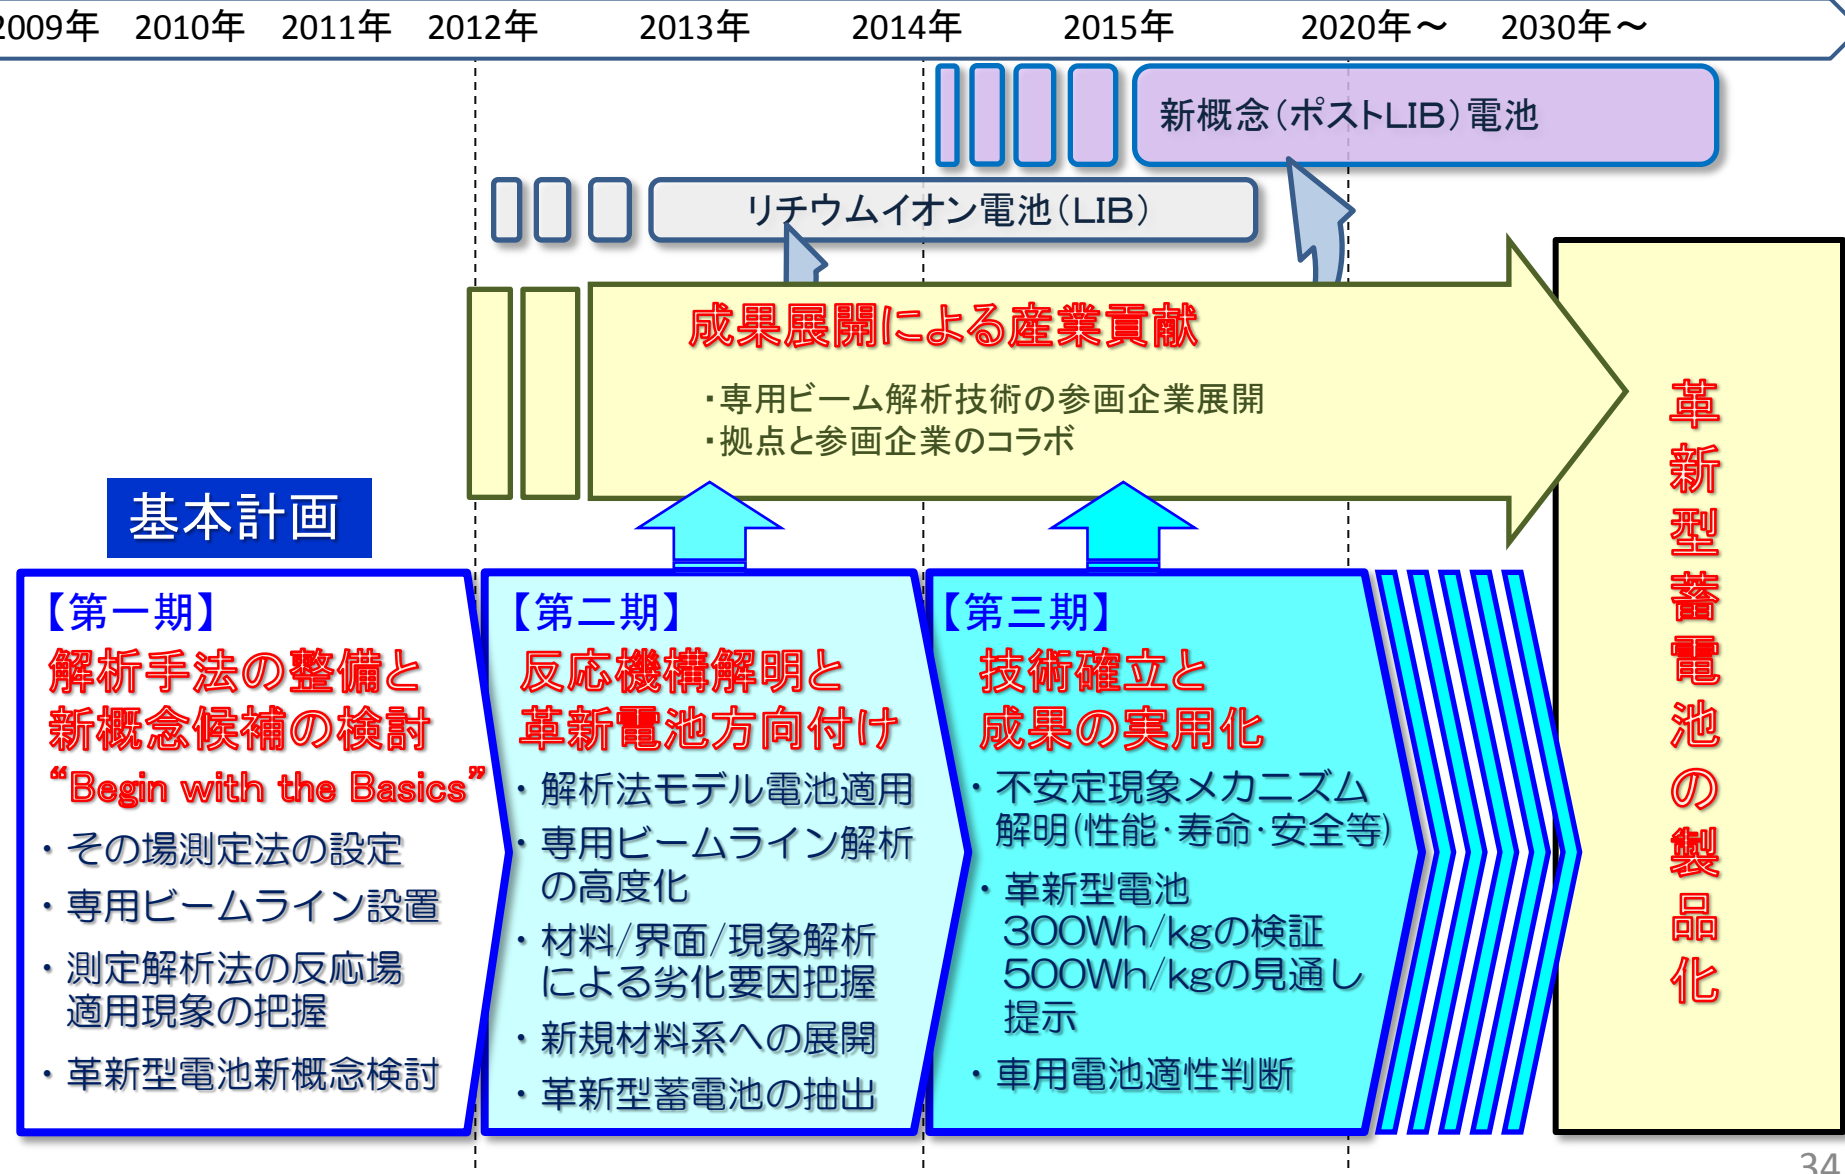 2009年 2010年 2011年 2012年 2013年 2014年 2015年 2020年～ 2030年～
新概念（ポストLIB）電池
リチウムイオン電池（LIB）
成果展開による産業貢献
・専用ビーム解析技術の参画企業展開
・拠点と参画企業のコラボ
基本計画
【第一期】
解析手法の整備と
新概念候補の検討
“Begin with the Basics”
・その場測定法の設定
・専用ビームライン設置
・測定解析法の反応場
適用現象の把握
・革新型電池新概念検討
【第二期】
反応機構解明と
革新電池方向付け
・解析法モデル電池適用
・専用ビームライン解析
の高度化
・材料/界面/現象解析
による劣化要因把握
・新規材料系への展開
・革新型蓄電池の抽出
【第三期】
技術確立と
成果の実用化
・不安定現象メカニズム
解明(性能・寿命・安全等)
・革新型電池
300Wh/kgの検証
500Wh/kgの見通し
提示
・車用電池適性判断
革新型蓄電池の製品化
34